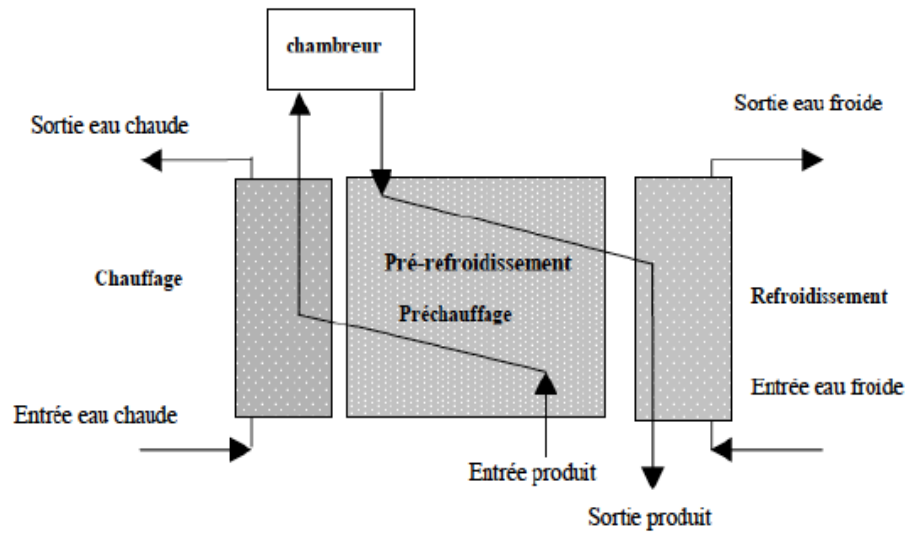 chambreur
Sortie eau chaude
Sortie eau froide
Pré-refroidissement
Chauffage
Préchauffage
Refroidissement
Entrée eau chaude
Entrée eau froide
Entrée produit
Sortie produit